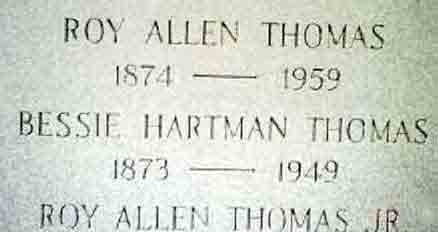 ROY ALLEN THOMAS
1874 — 1959
BESSIE HARTMAN THOMAS
1873 — 1949
ROY ALLEN THOMAS JR.